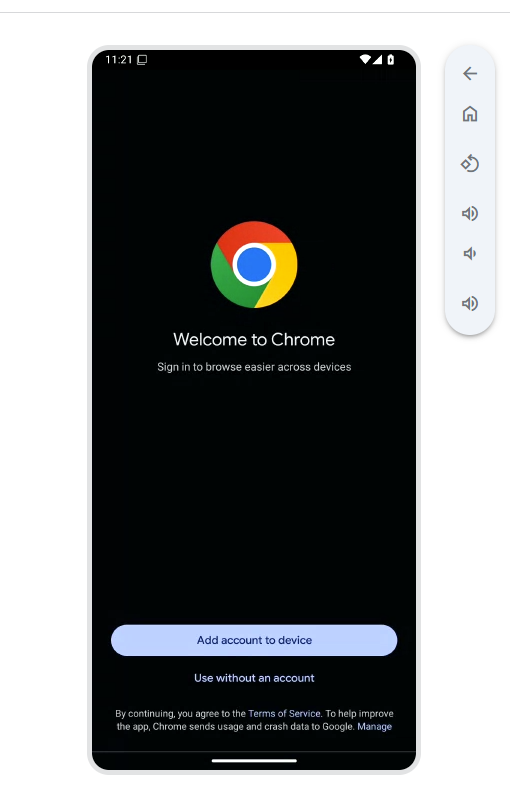 11:21
Welcome to Chrome
Sign in to browse easier across devices
Add account to device
Use without an account
By continuing, you agree to the Terms of Service. To help improve
the app, Chrome sends usage and crash data to Google. Manage